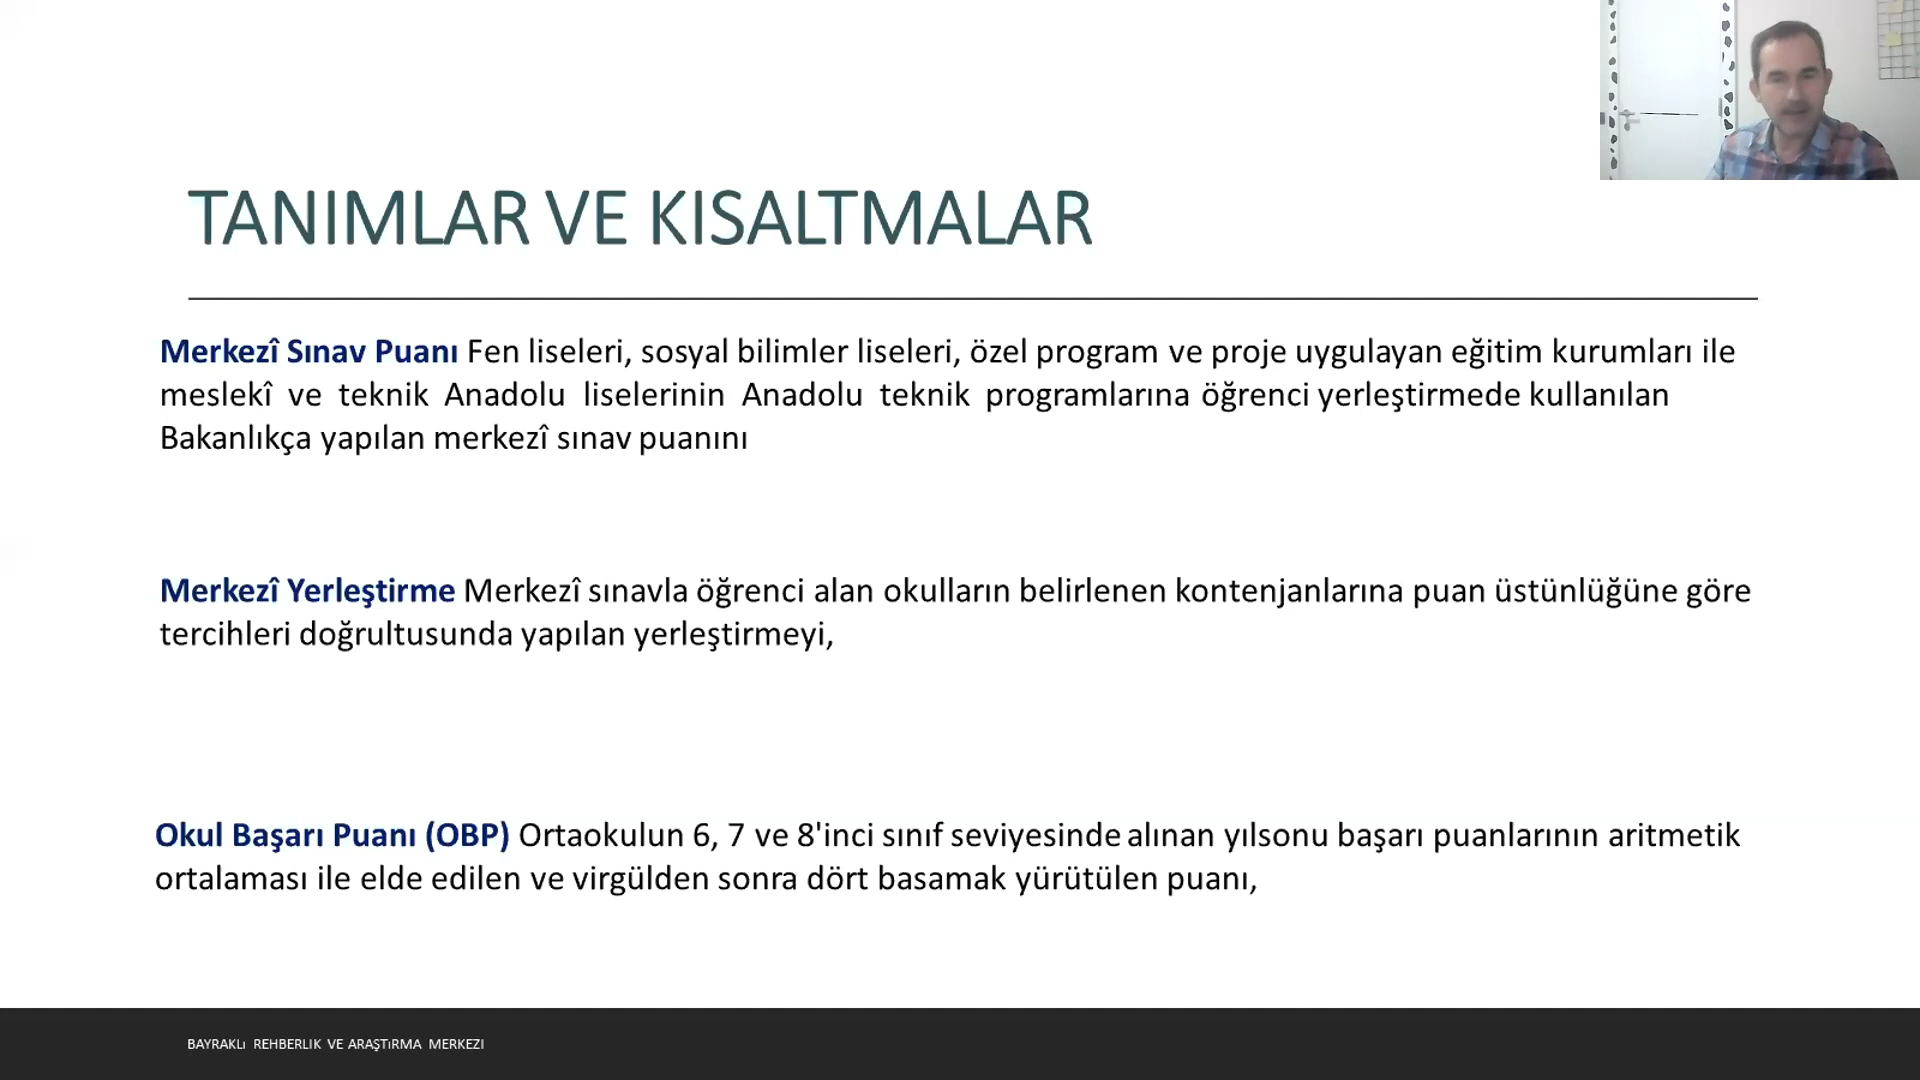 TANIMLAR VE KISALTMALAR
Merkezî Sınav Puanı Fen liseleri, sosyal bilimler liseleri, özel program ve proje uygulayan eğitim kurumları ile
meslekî ve teknik Anadolu liselerinin Anadolu teknik programlarına öğrenci yerleştirmede kullanılan
Bakanlıkça yapılan merkezî sınav puanını
Merkezî Yerleştirme Merkezî sınavla öğrenci alan okulların belirlenen kontenjanlarına puan üstünlüğüne göre
tercihleri doğrultusunda yapılan yerleştirmeyi,
Okul Başarı Puanı (OBP) Ortaokulun 6, 7 ve 8'inci sınıf seviyesinde alınan yılsonu başarı puanlarının aritmetik
ortalaması ile elde edilen ve virgülden sonra dört basamak yürütülen puanı,
BAYRAKLı REHBERLIK VE ARAŞTıRMA MERKEZI